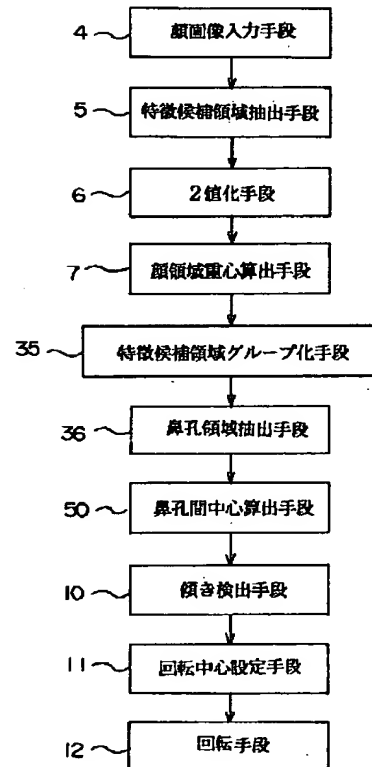 4 顔画像入力手段
5 特徴候補領域抽出手段
6 2値化手段
7 顔領域重心算出手段
35 特徴候補領域グループ化手段
36 鼻孔領域抽出手段
50 鼻孔間中心算出手段
10 傾き検出手段
11 回転中心設定手段
12 回転手段